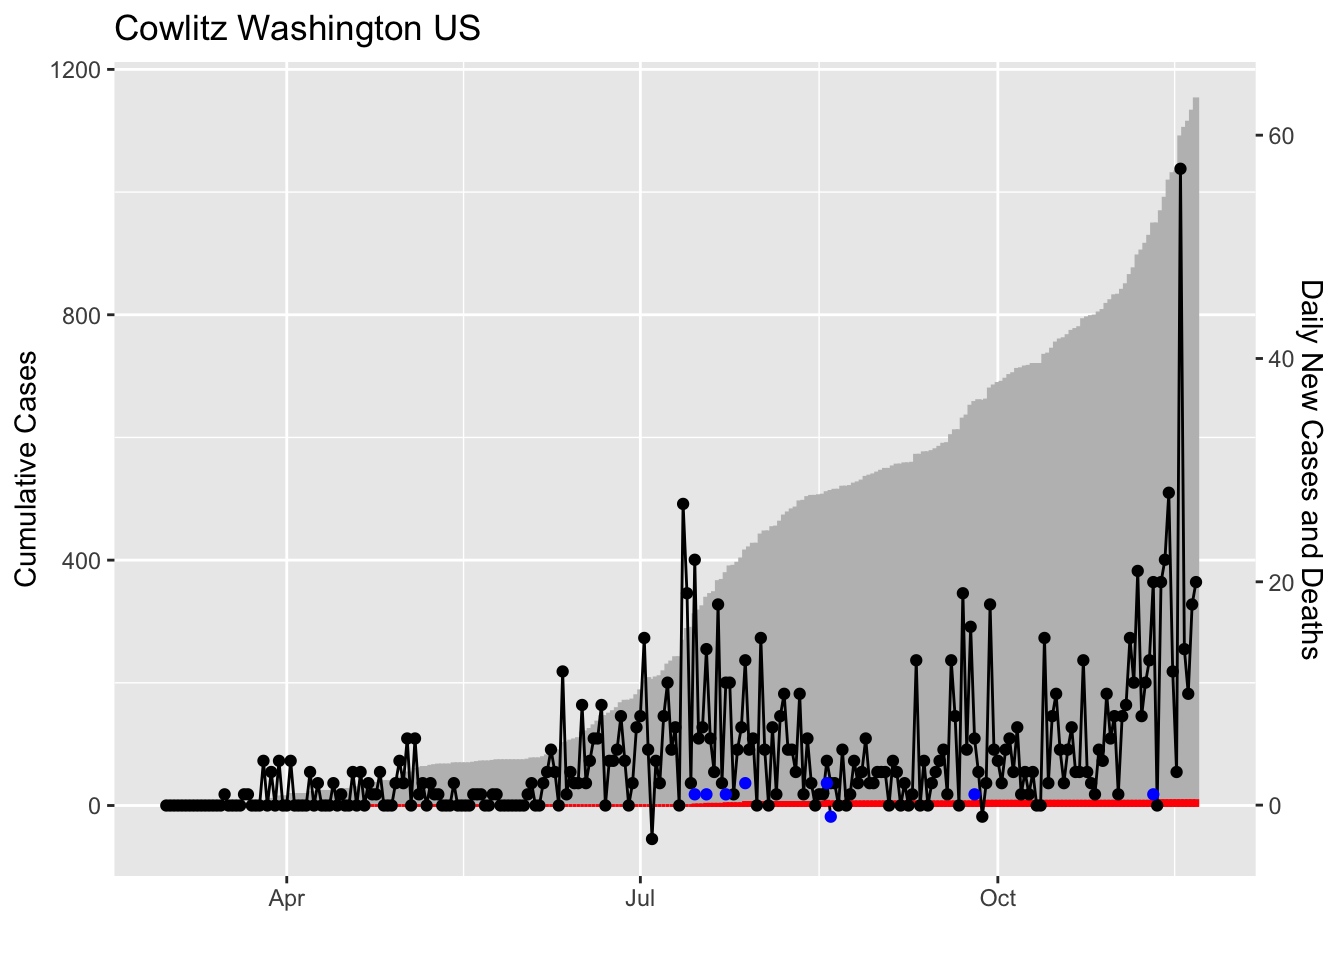 Cowlitz Washington US
1200
800
400
0
Cumulative Cases
60
40
20
0
Daily New Cases and Deaths
Apr
Jul
Oct